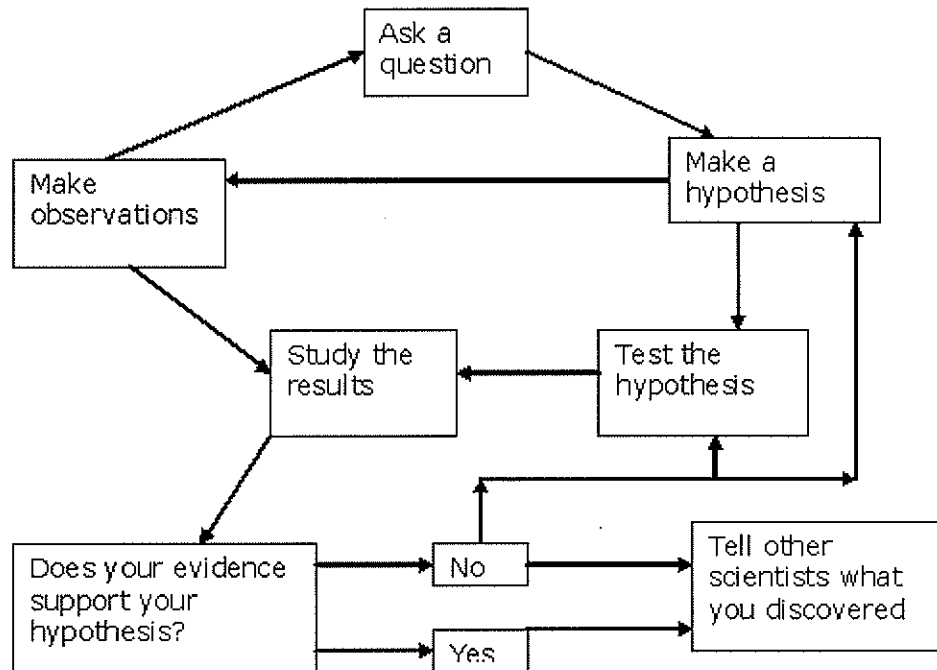 Ask a
question
Make
observations
Make a
hypothesis
Study the
results
Test the
hypothesis
Does your evidence
support your
hypothesis?
No
Yes
Tell other
scientists what
you discovered